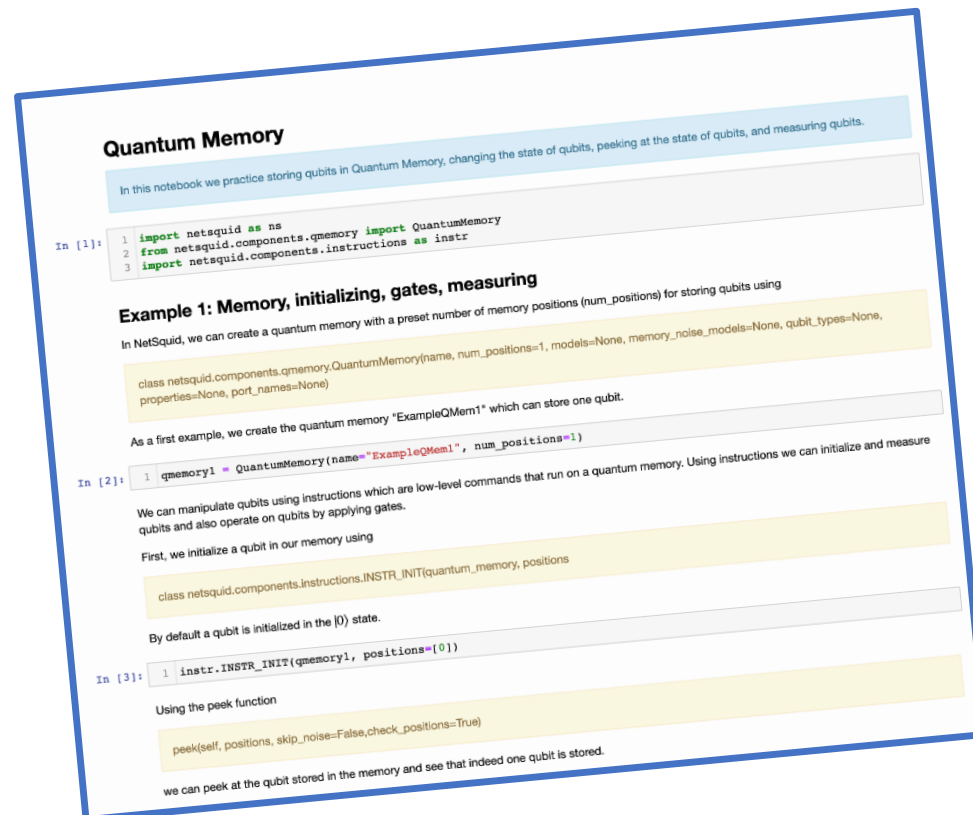 Quantum Memory
In this notebook we practice storing qubits in Quantum Memory, changing the state of qubits, peeking at the state of qubits, and measuring qubits.
In [1]:
1 import netsquid as ns
2 from netsquid.components.qmemory import QuantumMemory
3 import netsquid.components.instructions as instr
Example 1: Memory, initializing, gates, measuring
In NetSquid, we can create a quantum memory with a preset number of memory positions (num_positions) for storing qubits using
class netsquid.components.qmemory.QuantumMemory(name, num_positions=1, models=None, memory_noise_models=None, qubit_types=None,
properties=None, port_names=None)
As a first example, we create the quantum memory "ExampleQMem1" which can store one qubit.
In [2]:
1 qmemory1 = QuantumMemory(name="ExampleQMem1", num_positions=1)
We can manipulate qubits using instructions which are low-level commands that run on a quantum memory. Using instructions we can initialize and measure
qubits and also operate on qubits by applying gates.
First, we initialize a qubit in our memory using
class netsquid.components.instructions.INSTR_INIT(quantum_memory, positions
By default a qubit is initialized in the |0⟩ state.
In [3]:
1 instr.INSTR_INIT(qmemory1, positions=[0])
Using the peek function
peek(self, positions, skip_noise=False,check_positions=True)
we can peek at the qubit stored in the memory and see that indeed one qubit is stored.